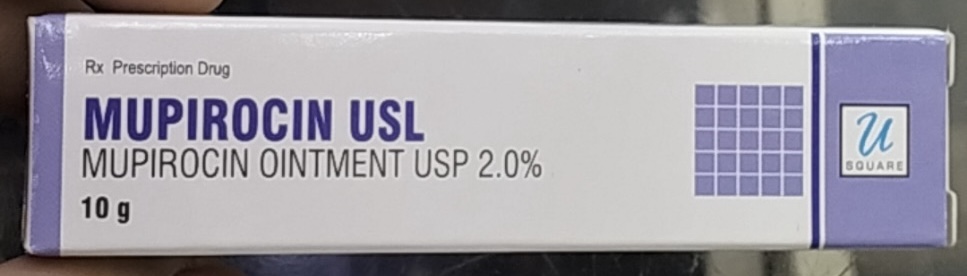 Rx Prescription Drug
MUPIROCIN USL
MUPIROCIN OINTMENT USP 2.0%
10 g
U
SQUARE